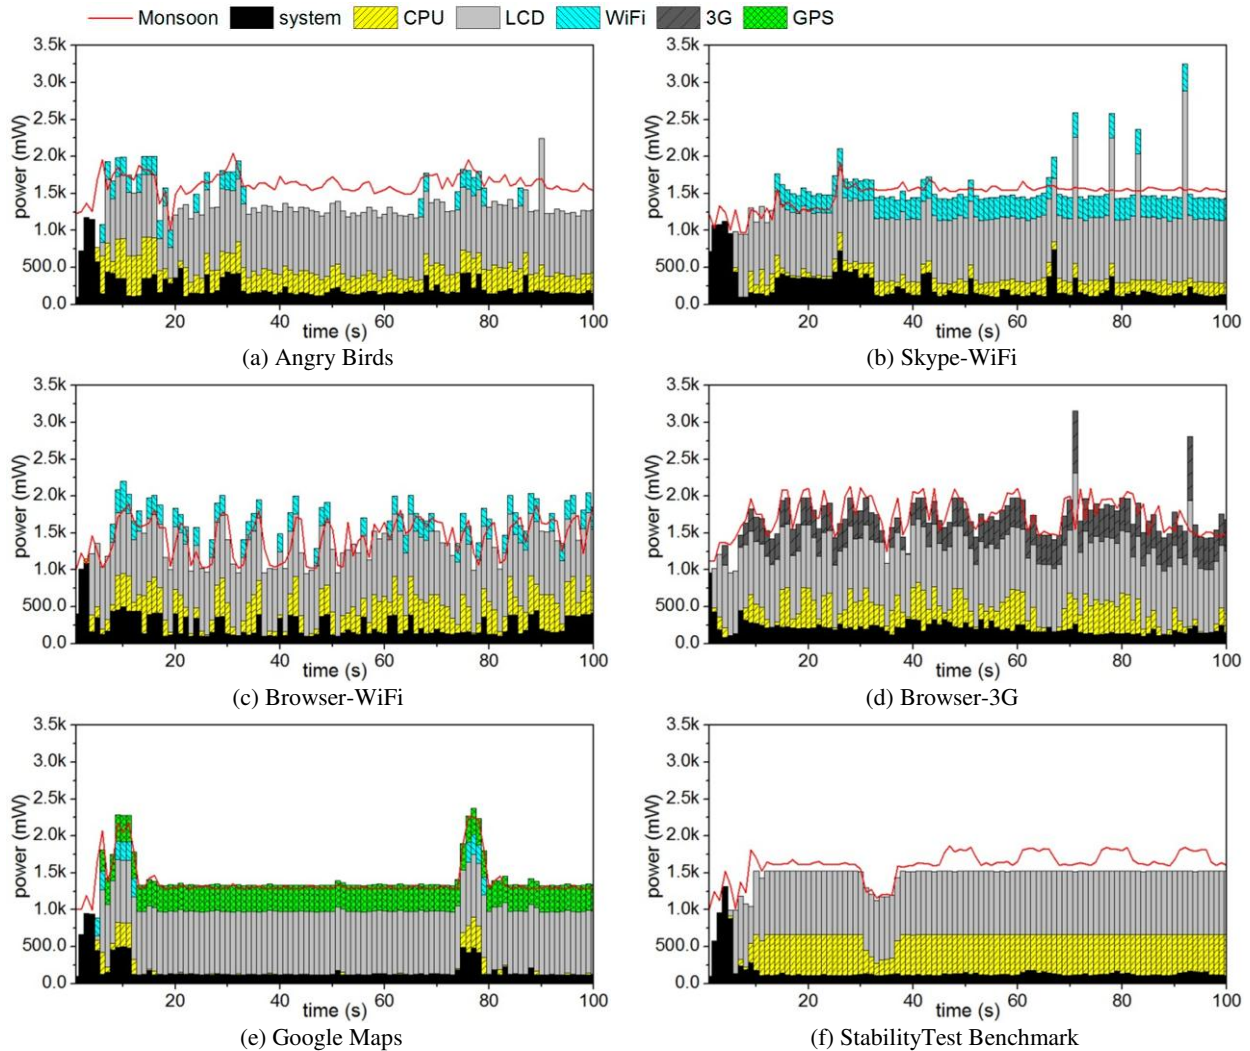 Monsoon system CPU LCD WiFi 3G GPS
3.5k
3.0k
2.5k
2.0k
1.5k
1.0k
500.0
0.0
power (mW)
20 40 60 80 100
time (s)
(a) Angry Birds
3.5k
3.0k
2.5k
2.0k
1.5k
1.0k
500.0
0.0
power (mW)
20 40 60 80 100
time (s)
(b) Skype-WiFi
3.5k
3.0k
2.5k
2.0k
1.5k
1.0k
500.0
0.0
power (mW)
20 40 60 80 100
time (s)
(c) Browser-WiFi
3.5k
3.0k
2.5k
2.0k
1.5k
1.0k
500.0
0.0
power (mW)
20 40 60 80 100
time (s)
(d) Browser-3G
3.5k
3.0k
2.5k
2.0k
1.5k
1.0k
500.0
0.0
power (mW)
20 40 60 80 100
time (s)
(e) Google Maps
3.5k
3.0k
2.5k
2.0k
1.5k
1.0k
500.0
0.0
power (mW)
20 40 60 80 100
time (s)
(f) StabilityTest Benchmark